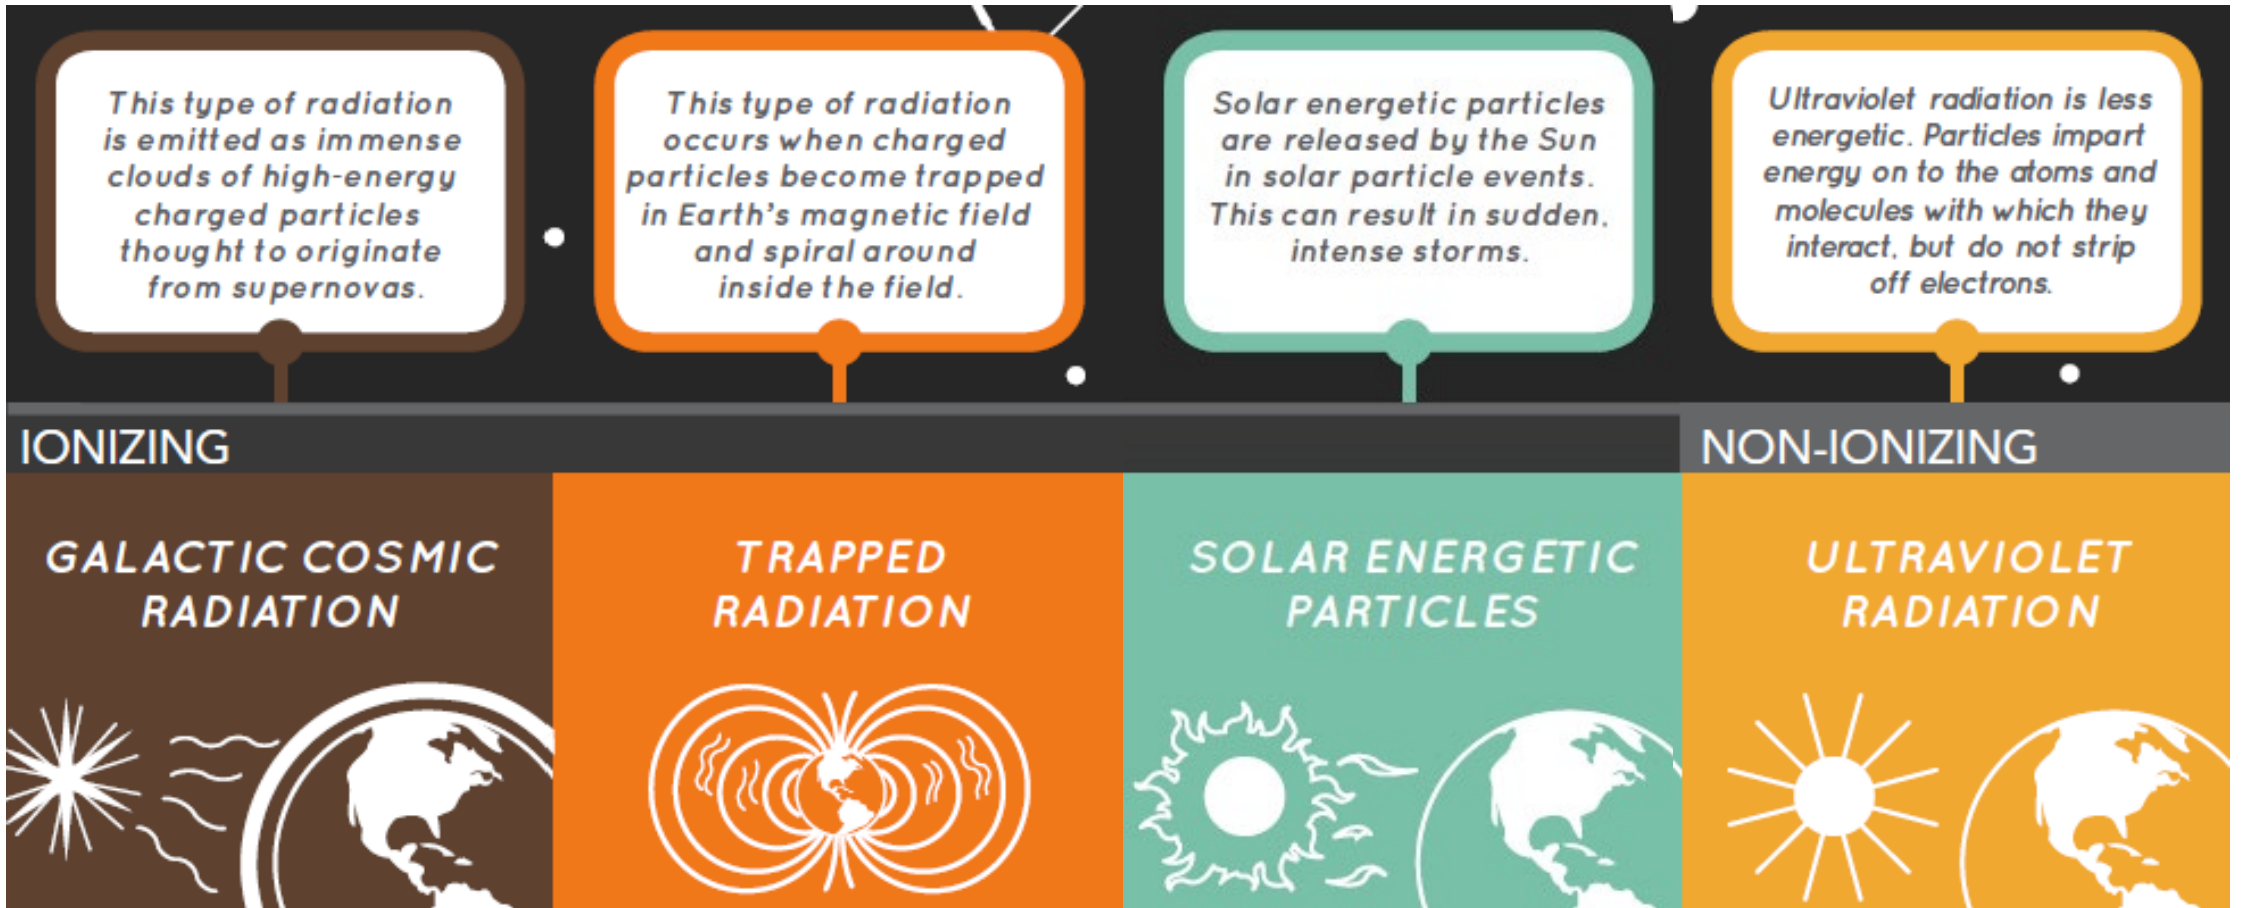 This type of radiation
is emitted as immense
clouds of high-energy
charged particles
thought to originate
from supernovas.
This type of radiation
occurs when charged
particles become trapped
in Earth's magnetic field
and spiral around
inside the field.
Solar energetic particles
are released by the Sun
in solar particle events.
This can result in sudden,
intense storms.
Ultraviolet radiation is less
energetic. Particles impart
energy on to the atoms and
molecules with which they
interact, but do not strip
off electrons.
IONIZING
NON-IONIZING
GALACTIC COSMIC
RADIATION
TRAPPED
RADIATION
SOLAR ENERGETIC
PARTICLES
ULTRAVIOLET
RADIATION